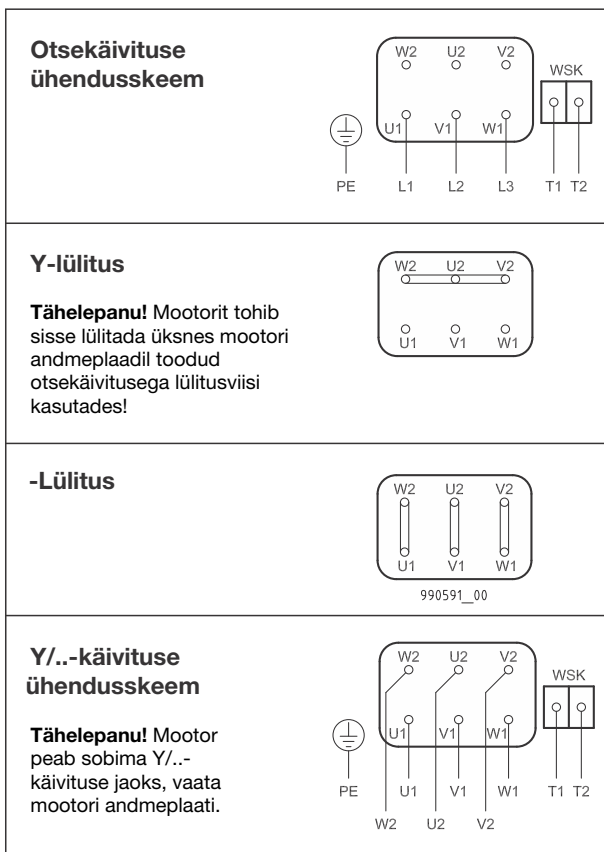 Otsekäivituse
ühendusskeem
W2 U2 V2
WSK
U1 V1 W1
PE L1 L2 L3 T1 T2
Y-lülitus
Tähelepanu! Mootorit tohib
sisse lülitada üksnes mootori
andmeplaadil toodud
otsekäivitusega lülitusviisi
kasutades!
W2 U2 V2
U1 V1 W1
-Lülitus
W2 U2 V2
U1 V1 W1
990591_00
Y/..-käivituse
ühendusskeem
Tähelepanu! Mootor
peab sobima Y/..-
käivituse jaoks, vaata
mootori andmeplaati.
W2 U2 V2
WSK
U1 V1 W1
PE U1 V1 W1 T1 T2
W2 U2 V2